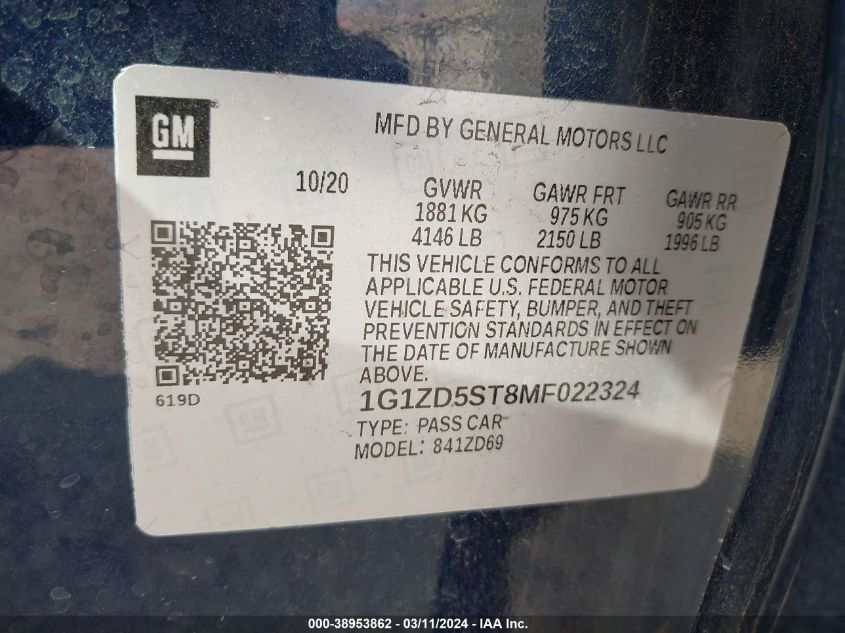 GM
MFD BY GENERAL MOTORS LLC
10/20
GVWR
1881 KG
4146 LB
GAWR FRT
975 KG
2150 LB
GAWR RR
905 KG
1996 LB
THIS VEHICLE CONFORMS TO ALL
APPLICABLE U.S. FEDERAL MOTOR
VEHICLE SAFETY, BUMPER, AND THEFT
PREVENTION STANDARDS IN EFFECT ON
THE DATE OF MANUFACTURE SHOWN
ABOVE.
619D
1G1ZD5ST8MF022324
TYPE: PASS CAR
MODEL: 841ZD69
000-38953862 - 03/11/2024 - IAA Inc.